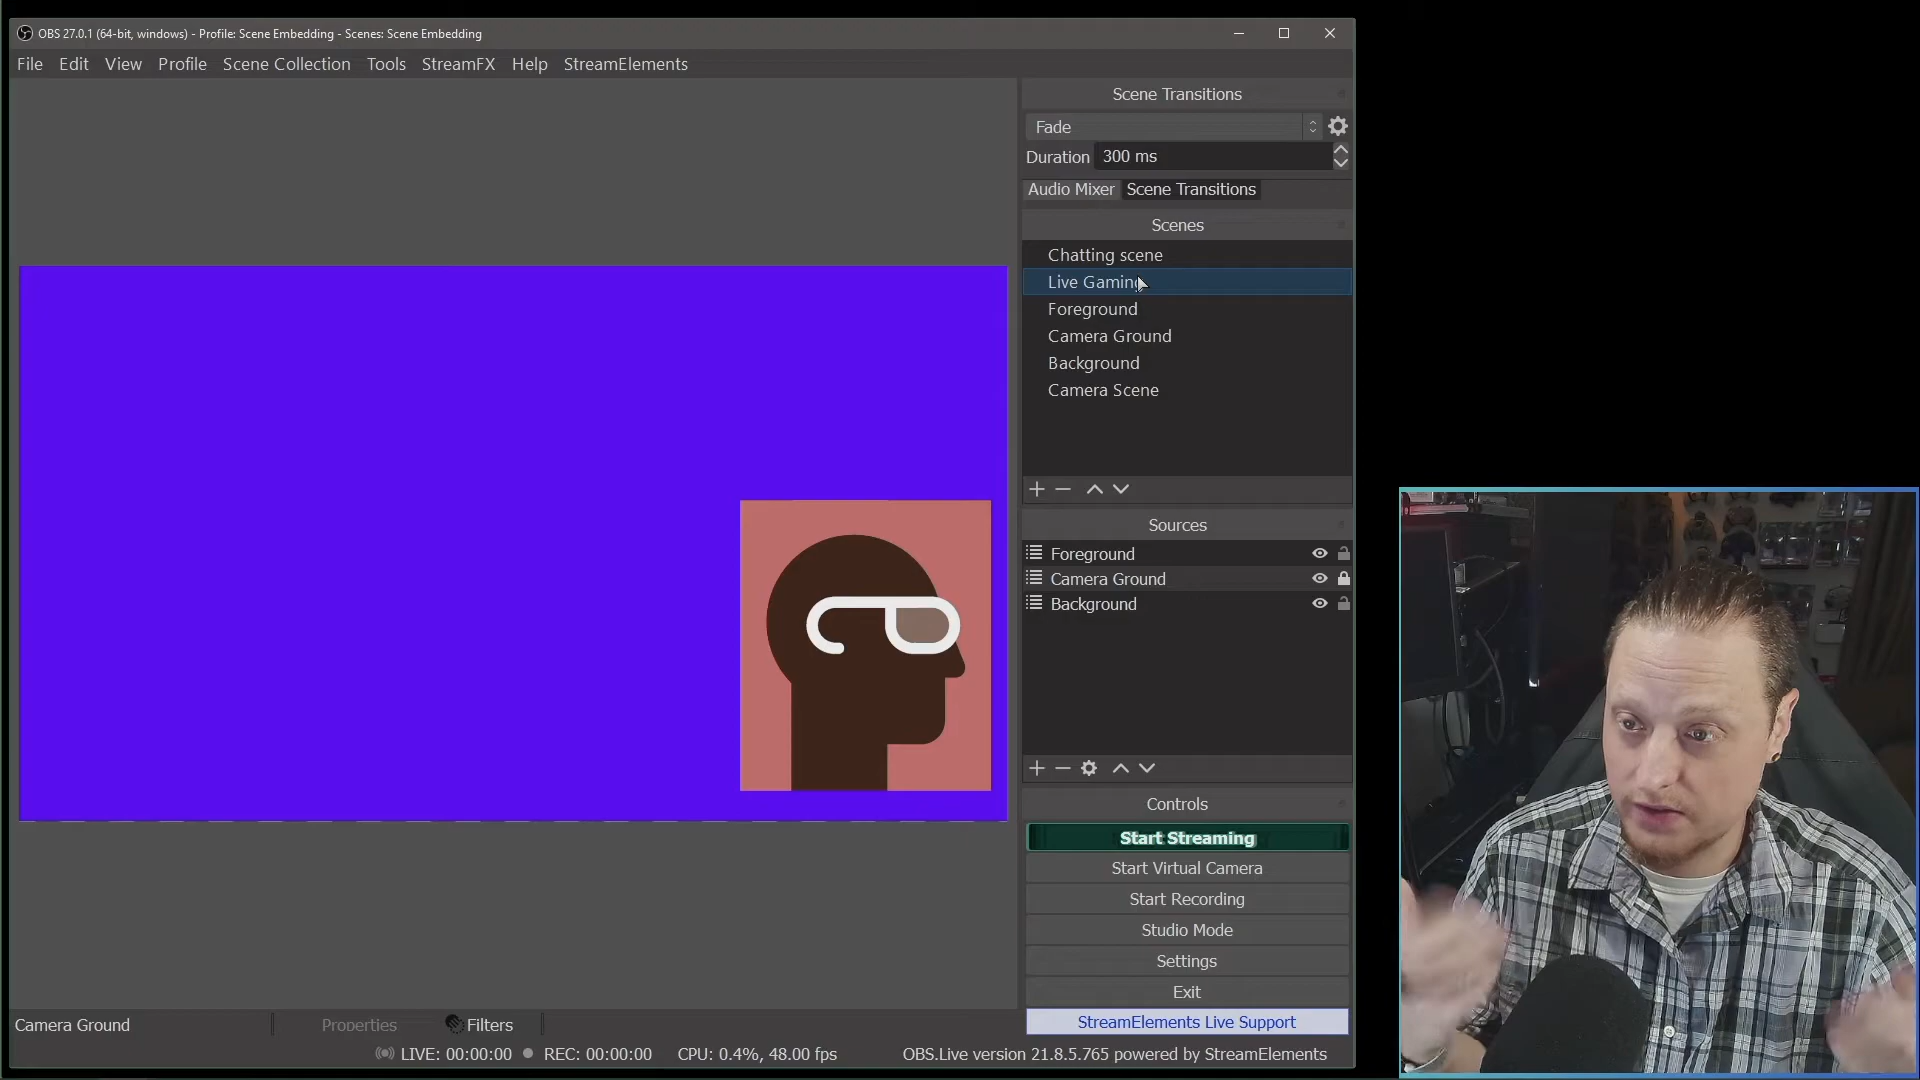 OBS 27.0.1 (64-bit, windows) - Profile: Scene Embedding - Scenes: Scene Embedding
File Edit View Profile Scene Collection Tools StreamFX Help StreamElements
Scene Transitions
Fade
Duration 300 ms
Audio Mixer Scene Transitions
Scenes
Chatting scene
Live Gaming
Foreground
Camera Ground
Background
Camera Scene
Sources
Foreground
Camera Ground
Background
Controls
Start Streaming
Start Virtual Camera
Start Recording
Studio Mode
Settings
Exit
StreamElements Live Support
Camera Ground Properties Filters
LIVE: 00:00:00 REC: 00:00:00 CPU: 0.4%, 48.00 fps OBS.Live version 21.8.5.765 powered by StreamElements